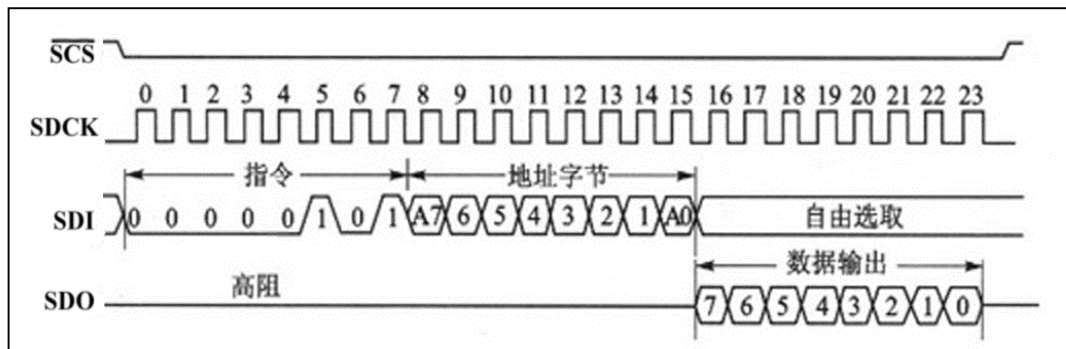 SCS
0 1 2 3 4 5 6 7 8 9 10 11 12 13 14 15 16 17 18 19 20 21 22 23
SDCK
指令 地址字节
SDI 0 0 0 0 0 1 0 1 A7 6 5 4 3 2 1 A0 自由选取
数据输出
高阻
SDO 7 6 5 4 3 2 1 0